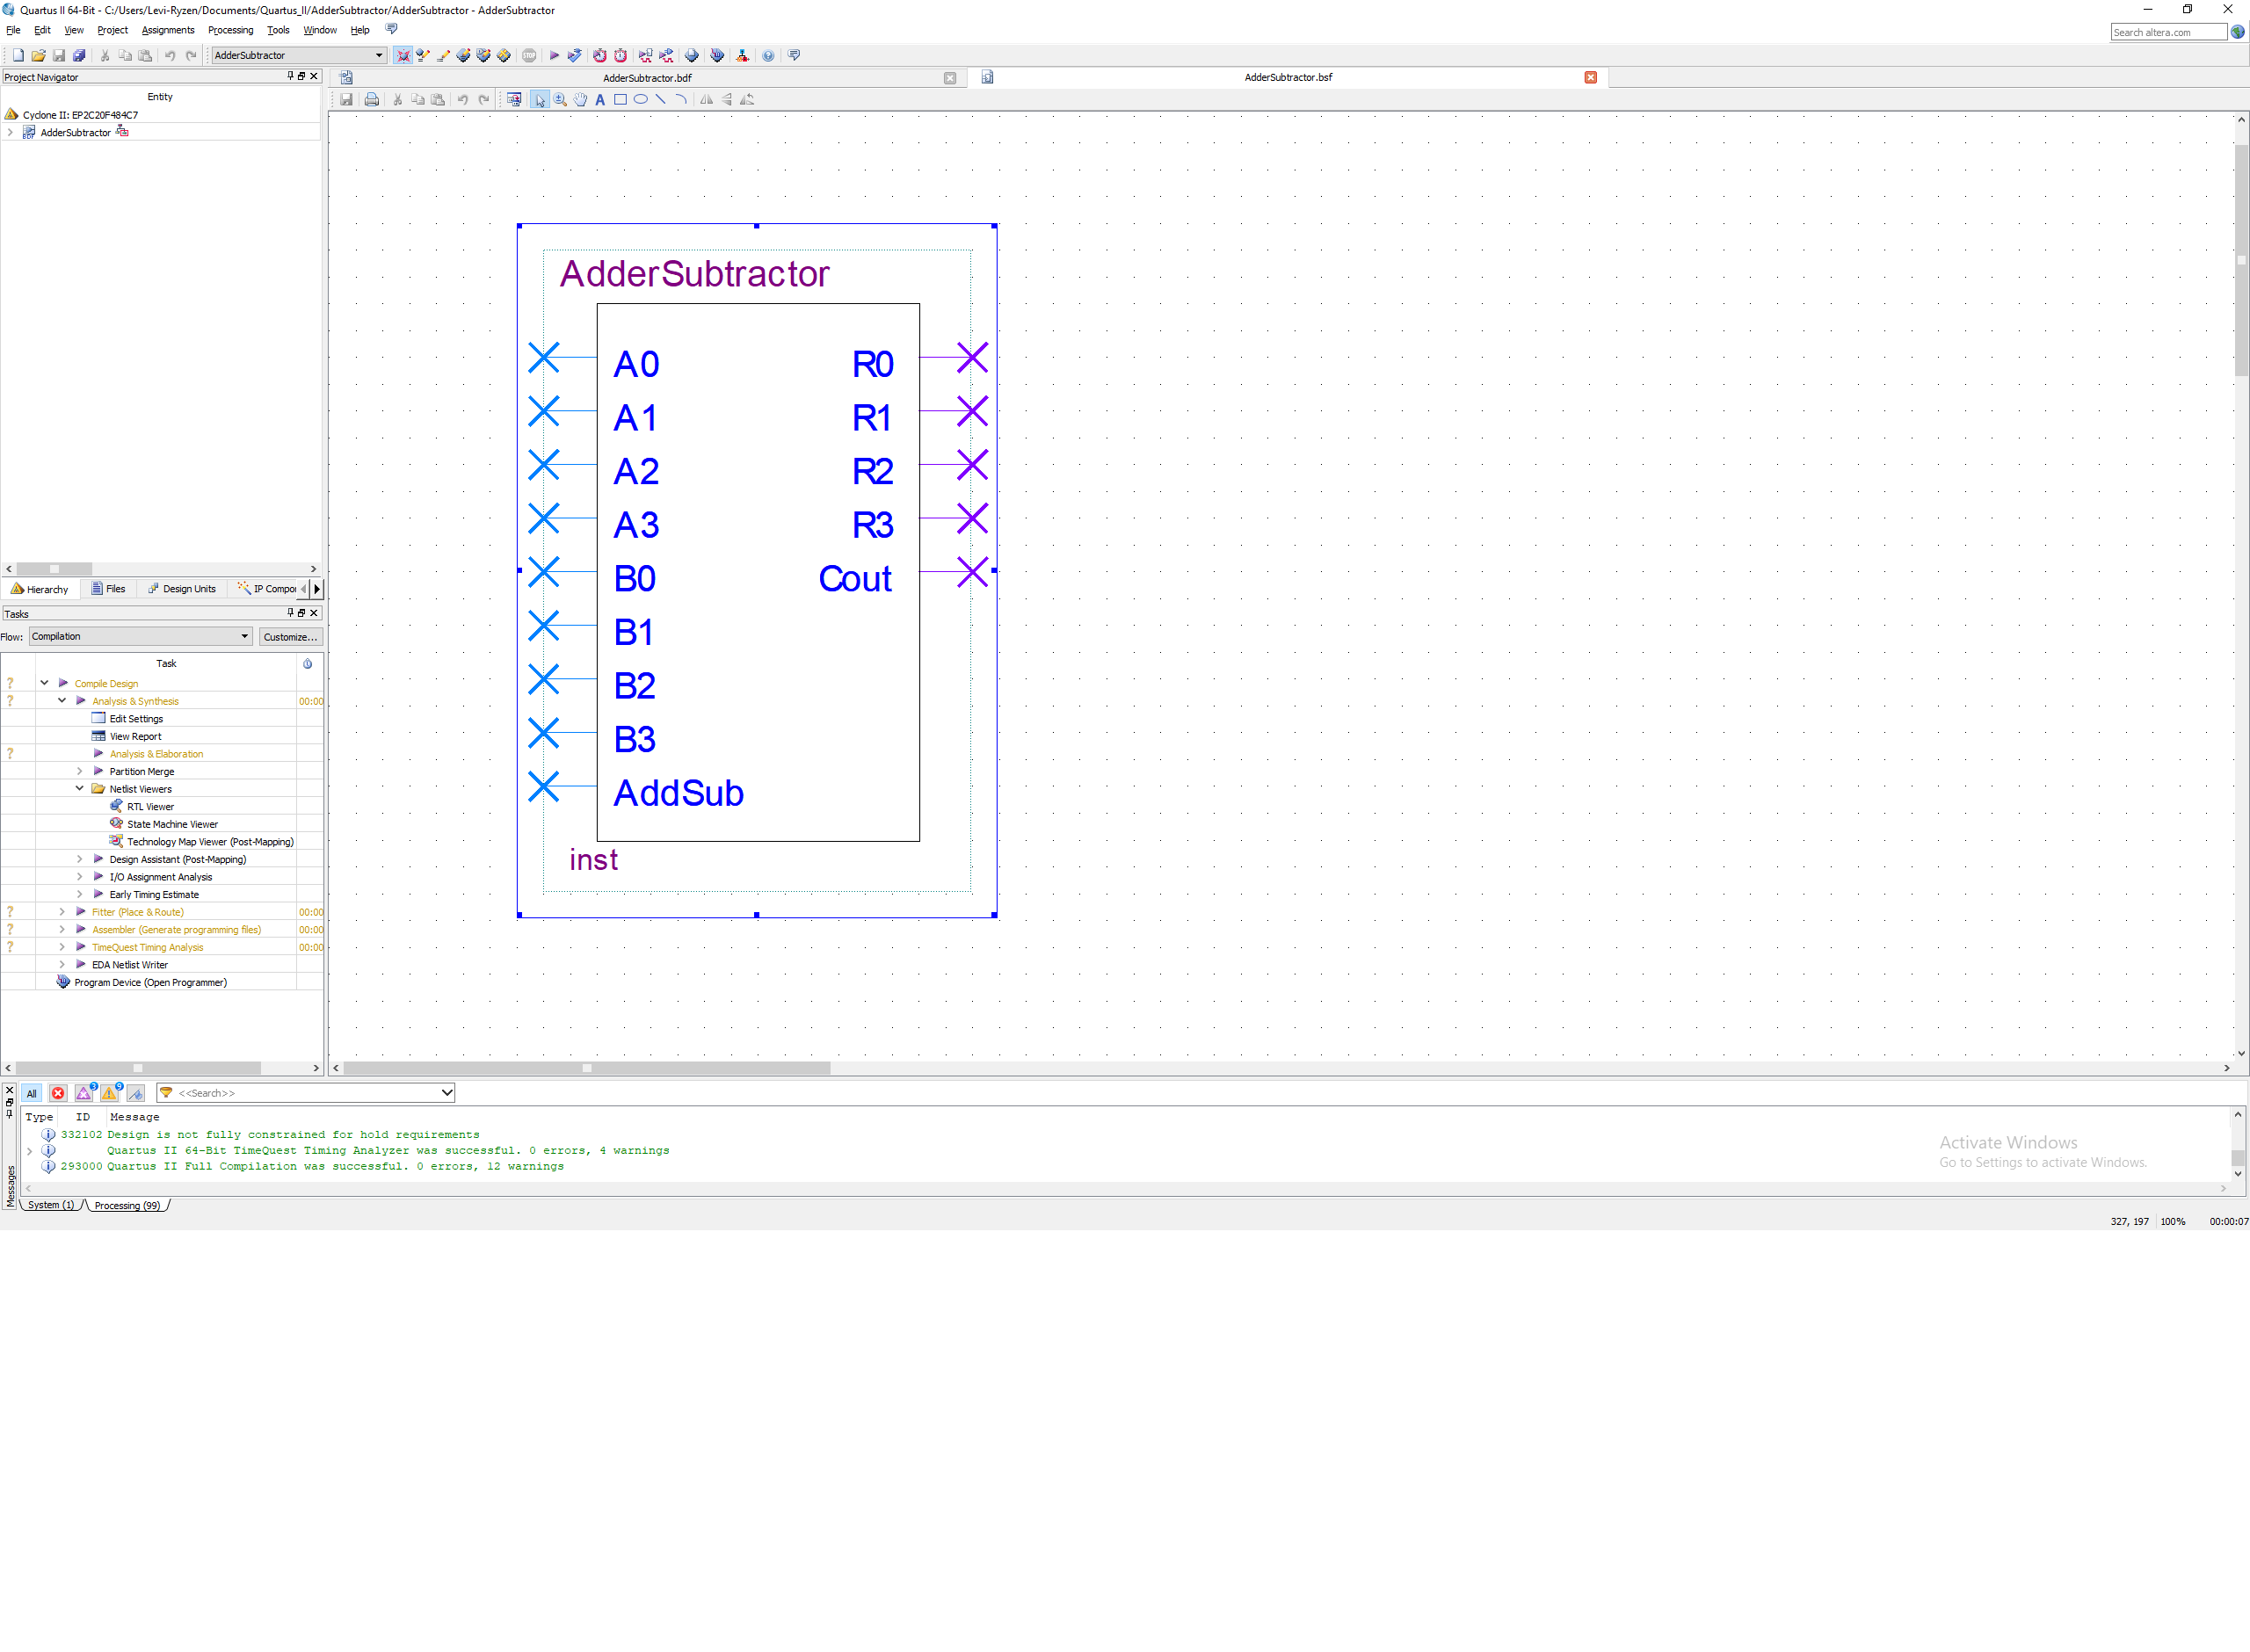 Quartus II 64-Bit - C:/Users/Levi-Ryzen/Documents/Quartus_II/AdderSubtractor/AdderSubtractor - AdderSubtractor
File Edit View Project Assignments Processing Tools Window Help
Search altera.com
AdderSubtractor
Project Navigator
Entity
Cyclone II: EP2C20F484C7
AdderSubtractor
Hierarchy Files Design Units IP Compo
Tasks
Flow: Compilation Customize...
Task
Compile Design
Analysis & Synthesis 00:00
Edit Settings
View Report
Analysis & Elaboration
Partition Merge
Netlist Viewers
RTL Viewer
State Machine Viewer
Technology Map Viewer (Post-Mapping)
Design Assistant (Post-Mapping)
I/O Assignment Analysis
Early Timing Estimate
Fitter (Place & Route) 00:00
Assembler (Generate programming files) 00:00
TimeQuest Timing Analysis 00:00
EDA Netlist Writer
Program Device (Open Programmer)
AdderSubtractor.bdf AdderSubtractor.bsf
AdderSubtractor
A0 R0
A1 R1
A2 R2
A3 R3
B0 Cout
B1
B2
B3
AddSub
inst
All 3 9 <<Search>>
Type ID Message
332102 Design is not fully constrained for hold requirements
Quartus II 64-Bit TimeQuest Timing Analyzer was successful. 0 errors, 4 warnings
293000 Quartus II Full Compilation was successful. 0 errors, 12 warnings
Messages
System (1) Processing (99)
Activate Windows
Go to Settings to activate Windows.
327, 197 100% 00:00:07